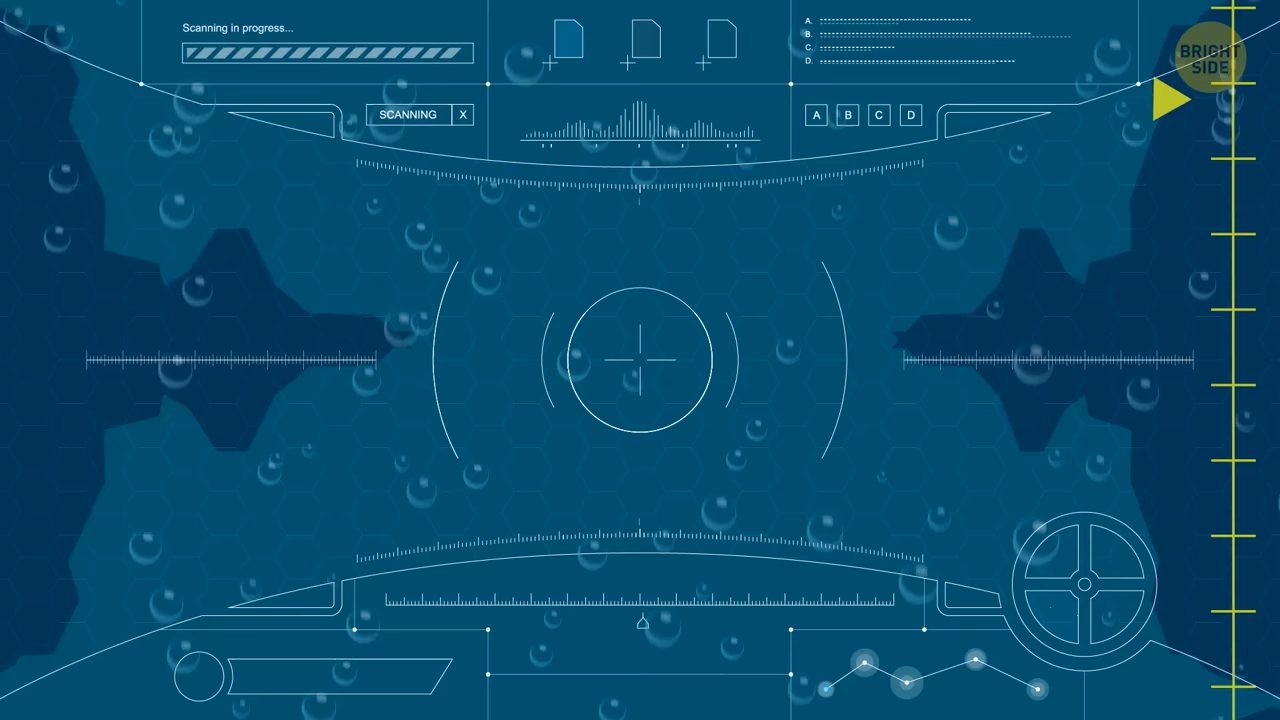 Scanning in progress...
A.
B.
C.
D.
BRIGHT
SIDE
SCANNING X
A B C D